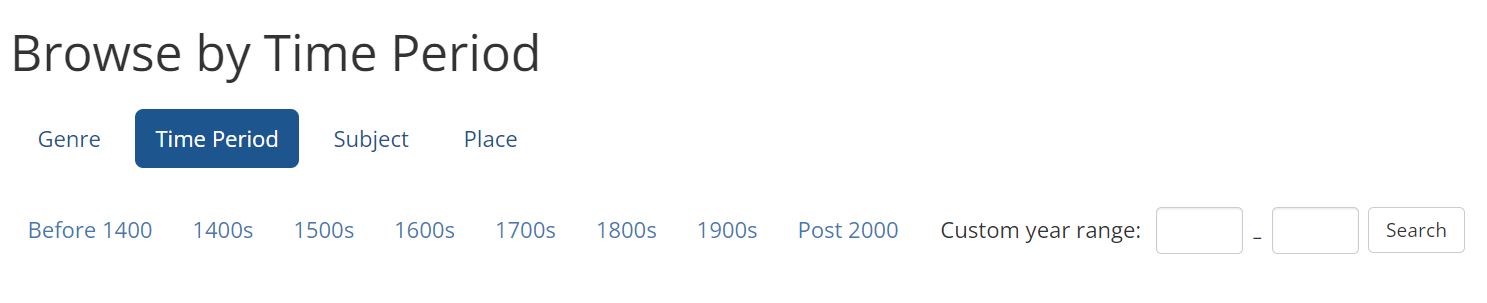 Browse by Time Period
Genre Time Period Subject Place
Before 1400 1400s 1500s 1600s 1700s 1800s 1900s Post 2000 Custom year range: – Search